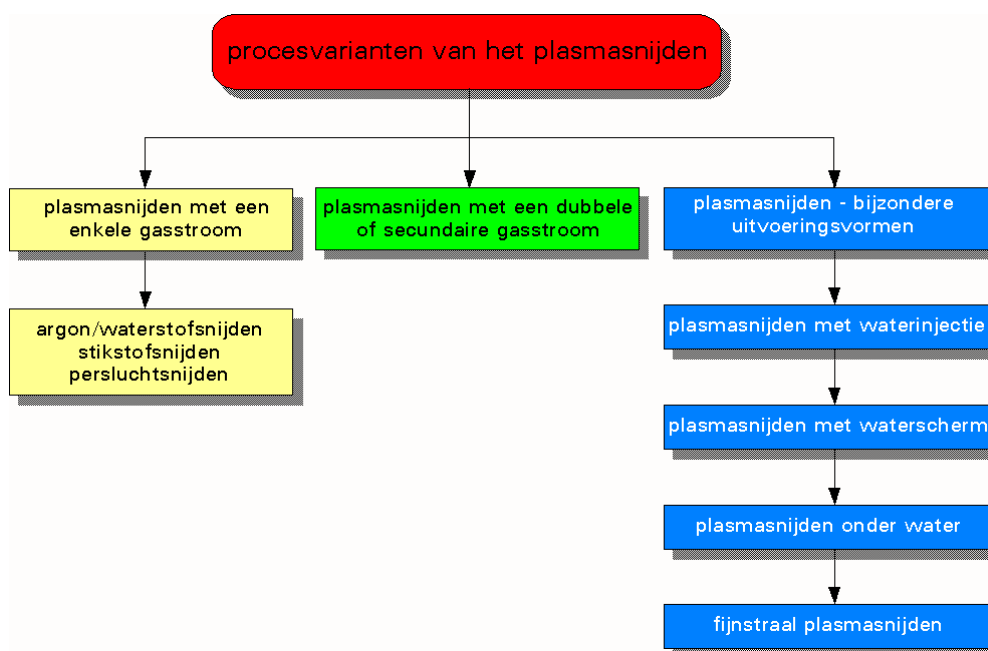 procesvarianten van het plasmasnijden
plasmasnijden met een
enkele gasstroom
argon/waterstofsnijden
stikstofsnijden
persluchtsnijden
plasmasnijden met een dubbele
of secundaire gasstroom
plasmasnijden - bijzondere
uitvoeringsvormen
plasmasnijden met waterinjectie
plasmasnijden met waterscherm
plasmasnijden onder water
fijnstraal plasmasnijden